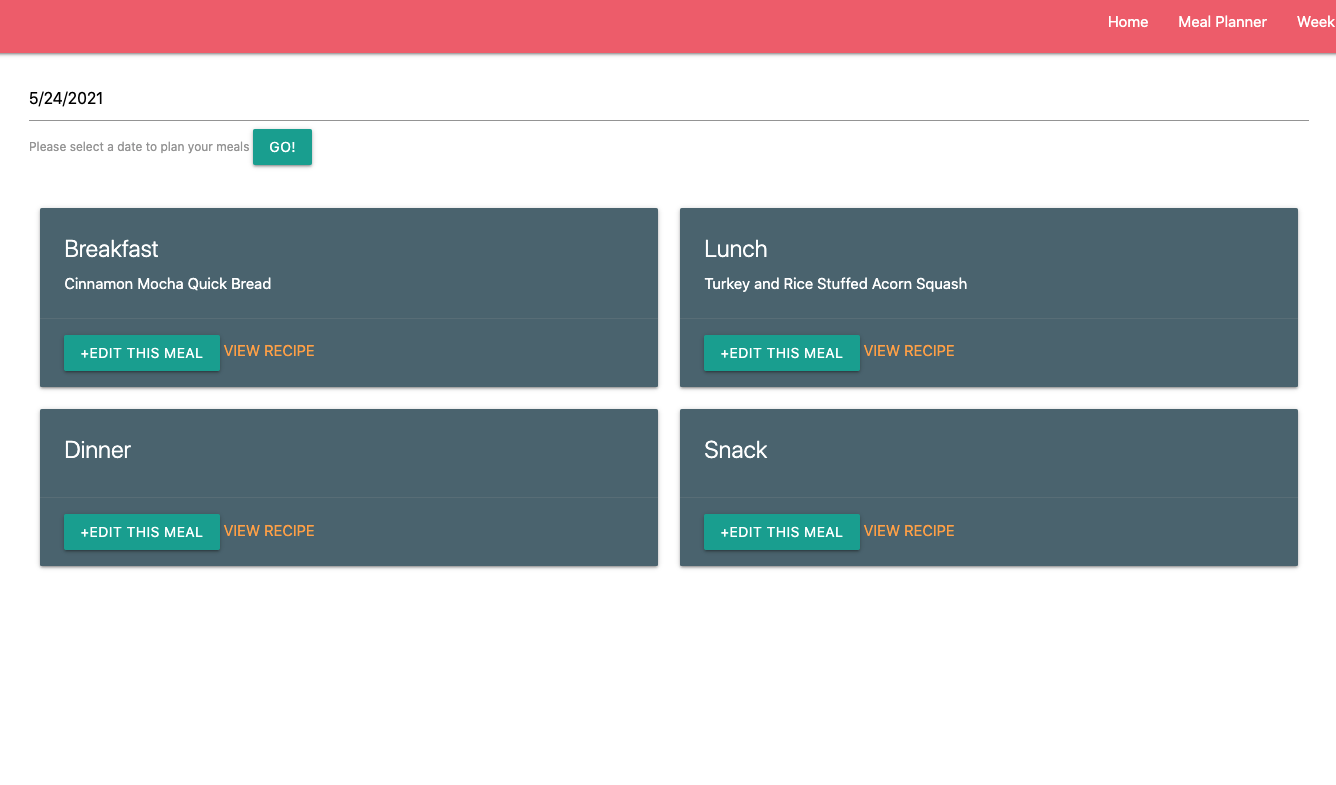 Home Meal Planner Week
5/24/2021
Please select a date to plan your meals GO!
Breakfast
Cinnamon Mocha Quick Bread
+EDIT THIS MEAL VIEW RECIPE
Lunch
Turkey and Rice Stuffed Acorn Squash
+EDIT THIS MEAL VIEW RECIPE
Dinner
+EDIT THIS MEAL VIEW RECIPE
Snack
+EDIT THIS MEAL VIEW RECIPE